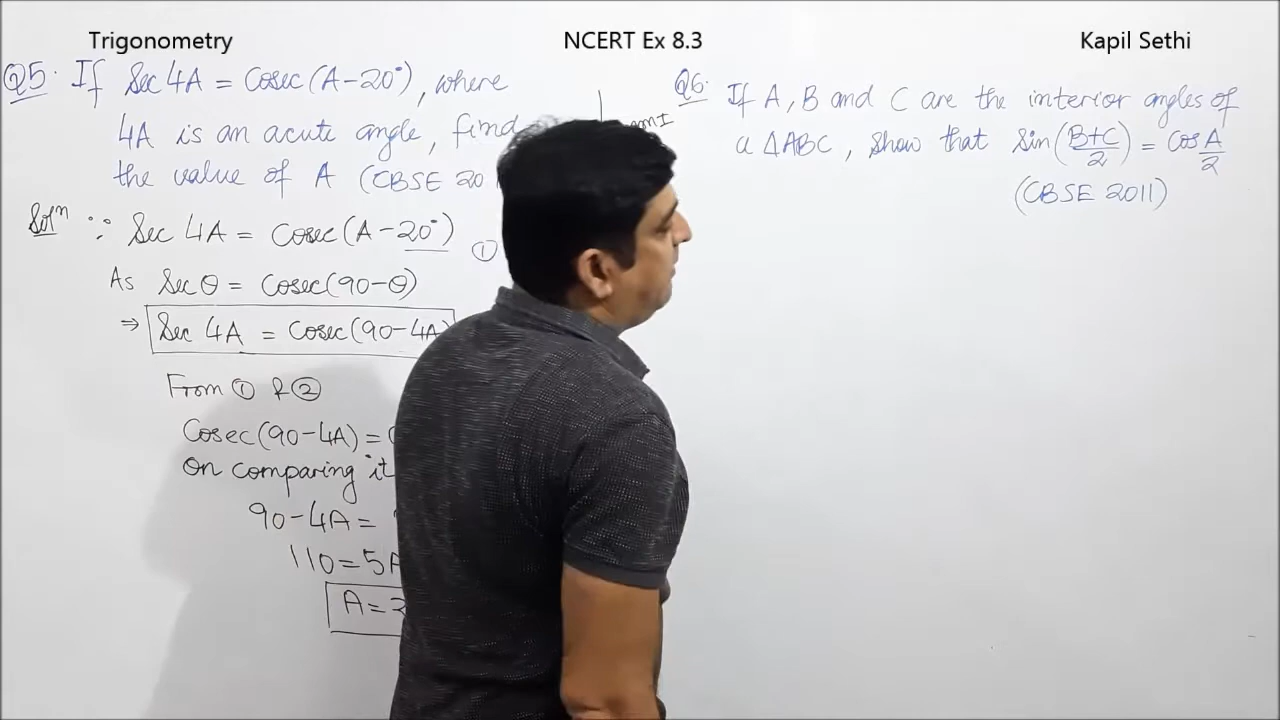 Trigonometry
NCERT Ex 8.3
Kapil Sethi
Q5. If Sec 4A = Cosec (A-20°), where
4A is an acute angle, find
the value of A (CBSE 20
Solⁿ ∵ Sec 4A = Cosec(A-20°) ①
As Sec θ = Cosec(90-θ)
⇒ Sec 4A = Cosec(90-4A)
From ① & ②
Cosec(90-4A) =
On comparing it
90-4A =
110 = 5A
A =
Q6. If A, B and C are the interior angles of
a ΔABC, Show that Sin((B+C)/2) = Cos A/2
(CBSE 2011)